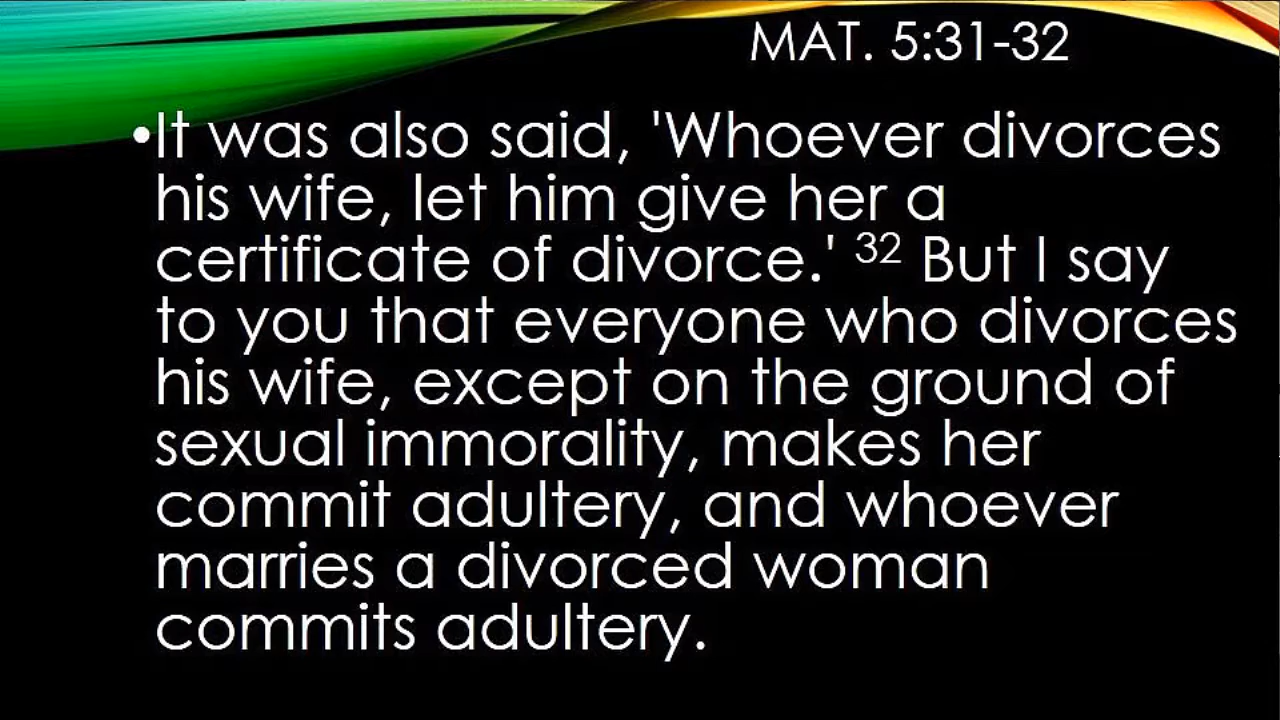 MAT. 5:31-32
•It was also said, 'Whoever divorces
his wife, let him give her a
certificate of divorce.' 32 But I say
to you that everyone who divorces
his wife, except on the ground of
sexual immorality, makes her
commit adultery, and whoever
marries a divorced woman
commits adultery.